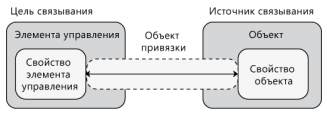 Цель связывания
Источник связывания
Элемента управления
Объект
привязки
Объект
Свойство
элемента
управления
Свойство
объекта